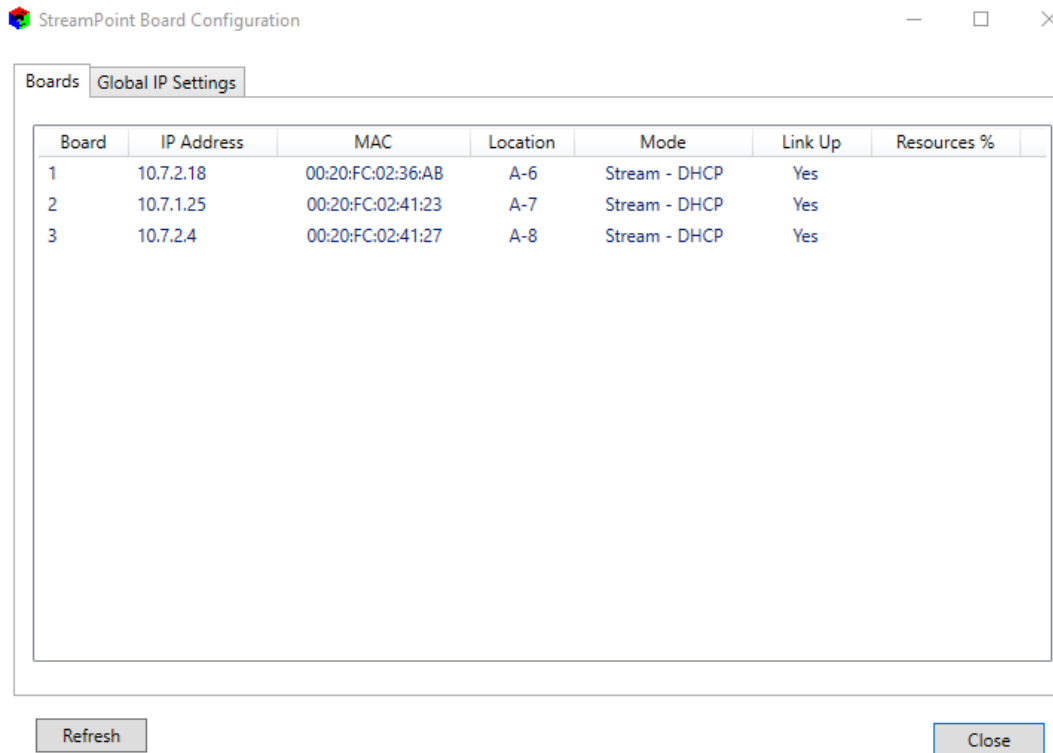 StreamPoint Board Configuration
Boards Global IP Settings
Board IP Address MAC Location Mode Link Up Resources %
1 10.7.2.18 00:20:FC:02:36:AB A-6 Stream - DHCP Yes
2 10.7.1.25 00:20:FC:02:41:23 A-7 Stream - DHCP Yes
3 10.7.2.4 00:20:FC:02:41:27 A-8 Stream - DHCP Yes
Refresh Close